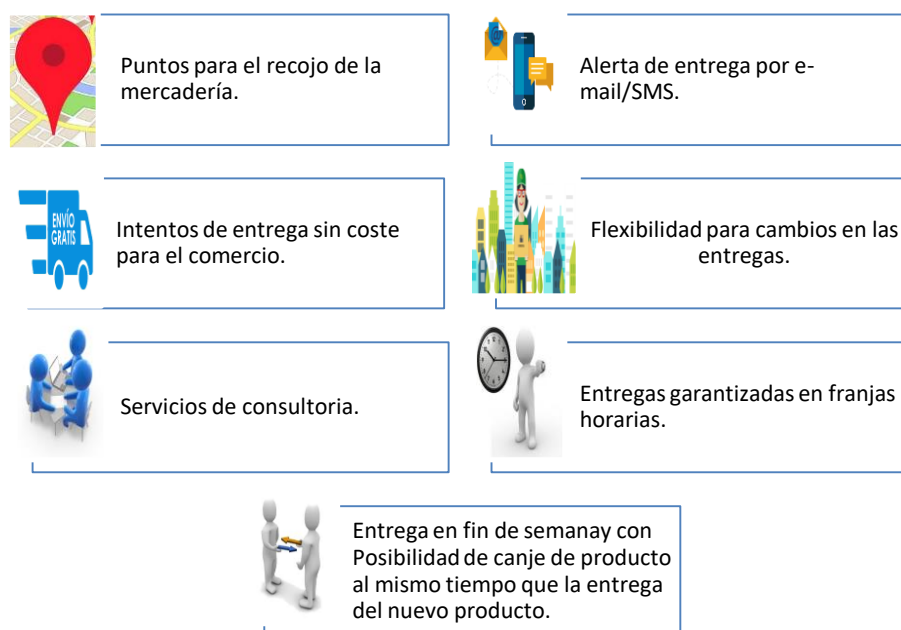 Puntos para el recojo de la
mercadería.
Alerta de entrega por e-
mail/SMS.
ENVÍO
GRATIS
Intentos de entrega sin coste
para el comercio.
Flexibilidad para cambios en las
entregas.
Servicios de consultoria.
Entregas garantizadas en franjas
horarias.
Entrega en fin de semanay con
Posibilidad de canje de producto
al mismo tiempo que la entrega
del nuevo producto.